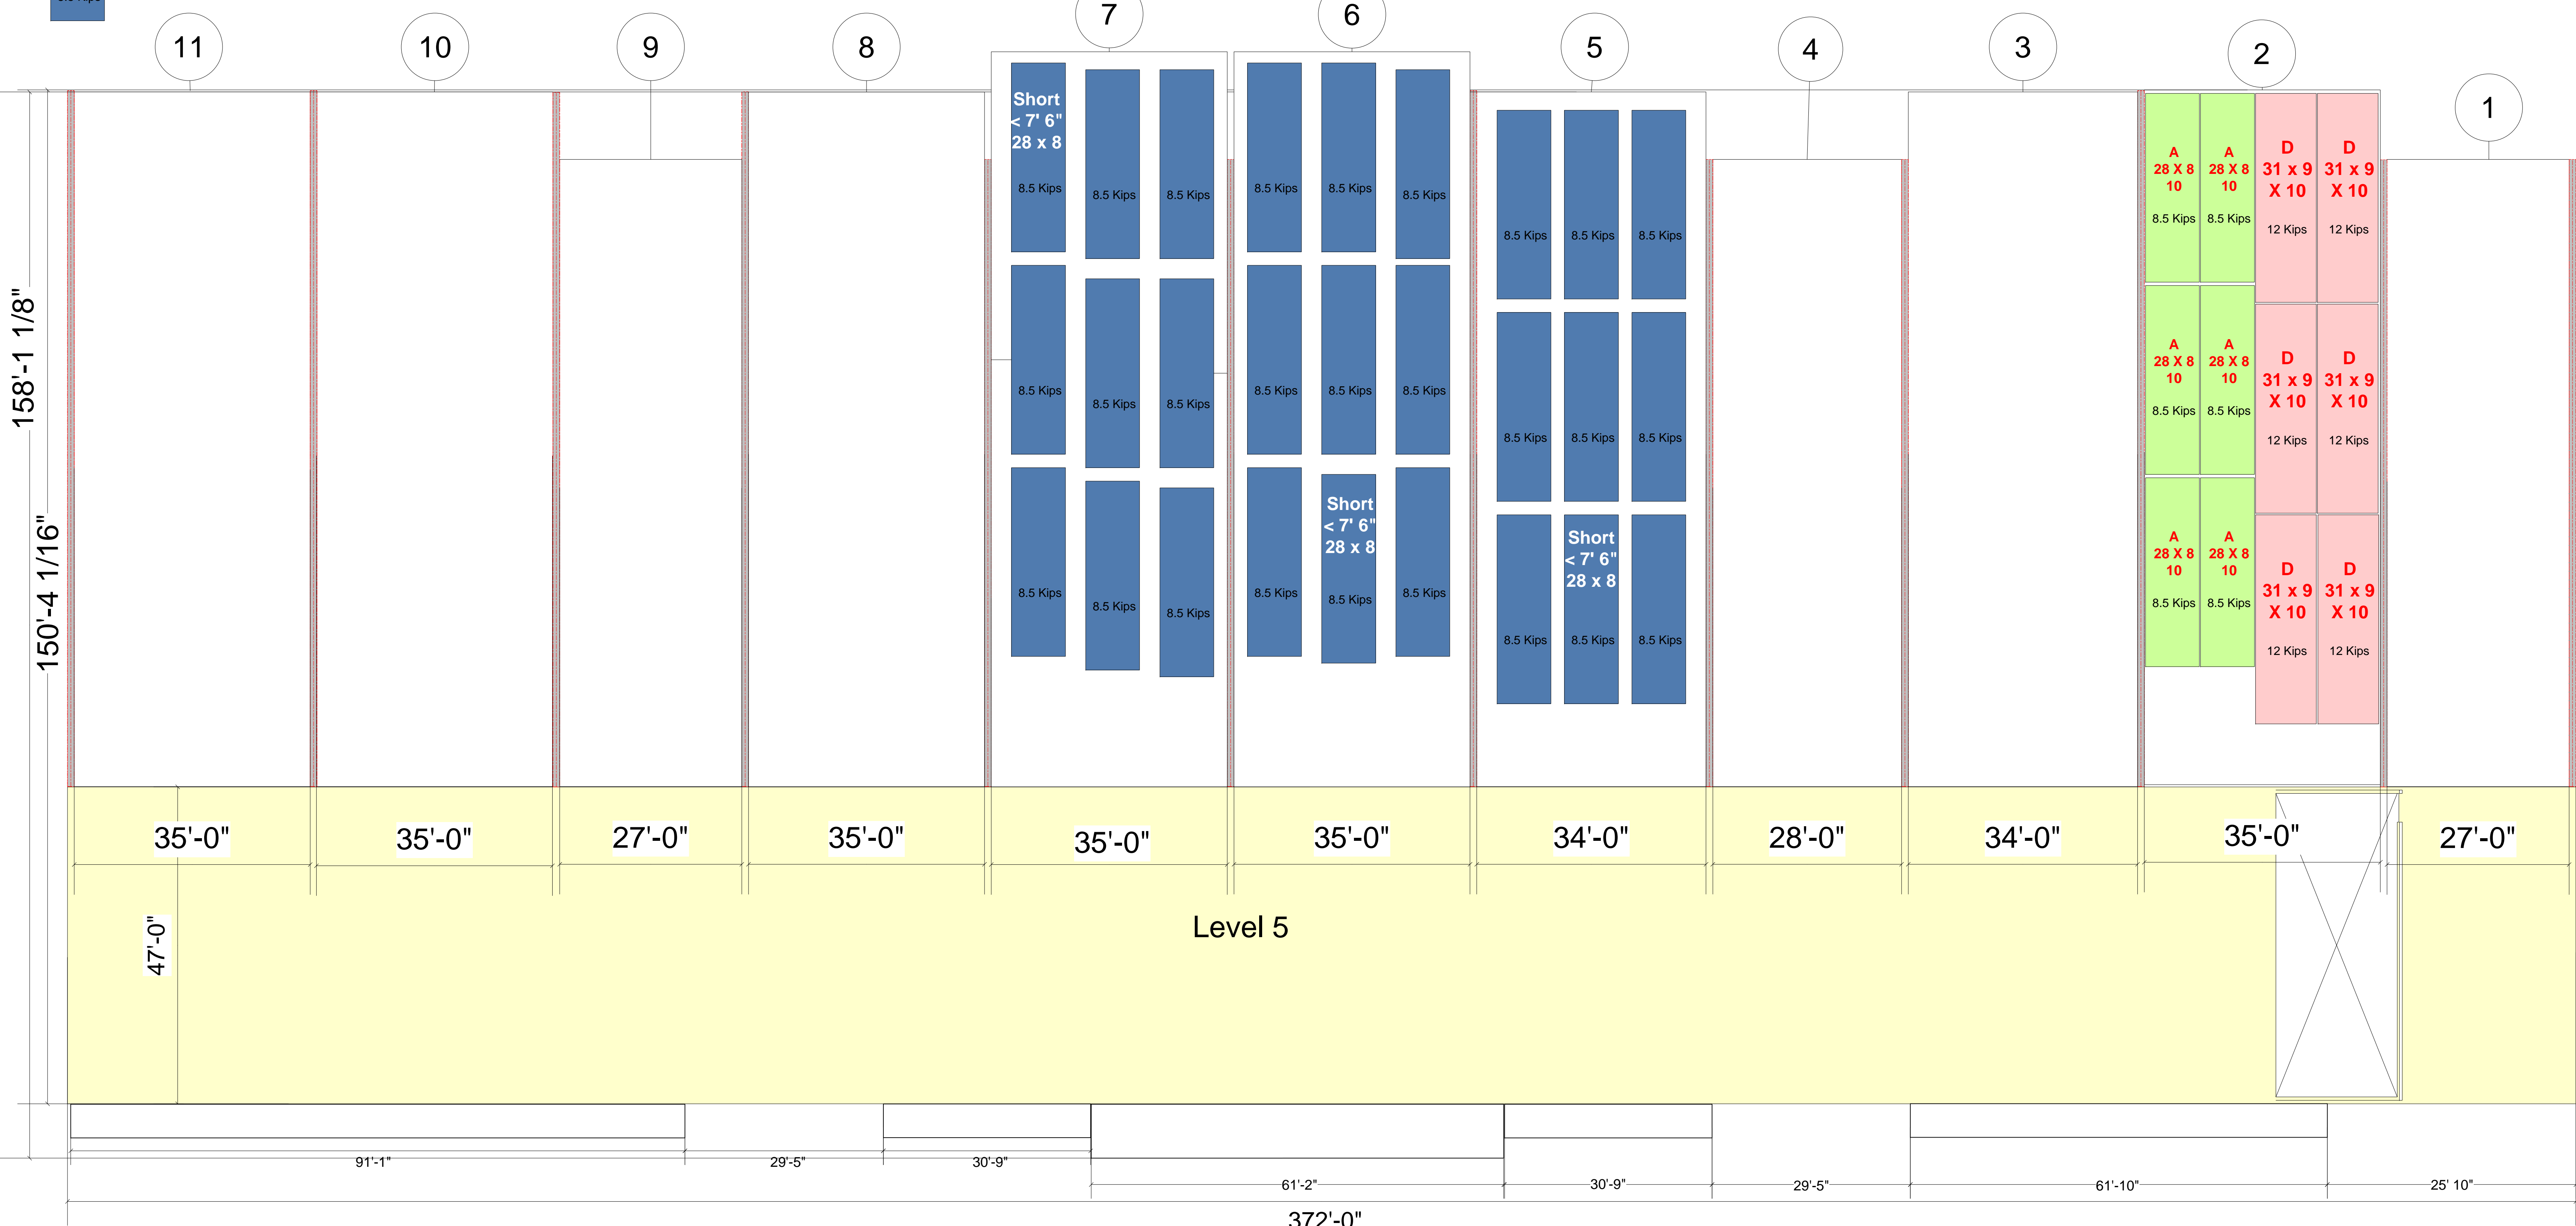 7
6
11
10
9
8
5
4
3
2
1
Short
< 7' 6"
28 x 8
8.5 Kips
8.5 Kips
8.5 Kips
8.5 Kips
8.5 Kips
8.5 Kips
8.5 Kips
8.5 Kips
8.5 Kips
A
28 X 8
10
8.5 Kips
A
28 X 8
10
8.5 Kips
D
31 x 9
X 10
12 Kips
D
31 x 9
X 10
12 Kips
158'-1 1/8"
8.5 Kips
8.5 Kips
8.5 Kips
8.5 Kips
8.5 Kips
8.5 Kips
8.5 Kips
8.5 Kips
8.5 Kips
A
28 X 8
10
8.5 Kips
A
28 X 8
10
8.5 Kips
D
31 x 9
X 10
12 Kips
D
31 x 9
X 10
12 Kips
150'-4 1/16"
8.5 Kips
8.5 Kips
8.5 Kips
8.5 Kips
Short
< 7' 6"
28 x 8
8.5 Kips
8.5 Kips
8.5 Kips
Short
< 7' 6"
28 x 8
8.5 Kips
8.5 Kips
A
28 X 8
10
8.5 Kips
A
28 X 8
10
8.5 Kips
D
31 x 9
X 10
12 Kips
D
31 x 9
X 10
12 Kips
35'-0"
35'-0"
27'-0"
35'-0"
35'-0"
35'-0"
34'-0"
28'-0"
34'-0"
35'-0"
27'-0"
47'-0"
Level 5
91'-1"
29'-5"
30'-9"
61'-2"
30'-9"
29'-5"
61'-10"
25' 10"
372'-0"